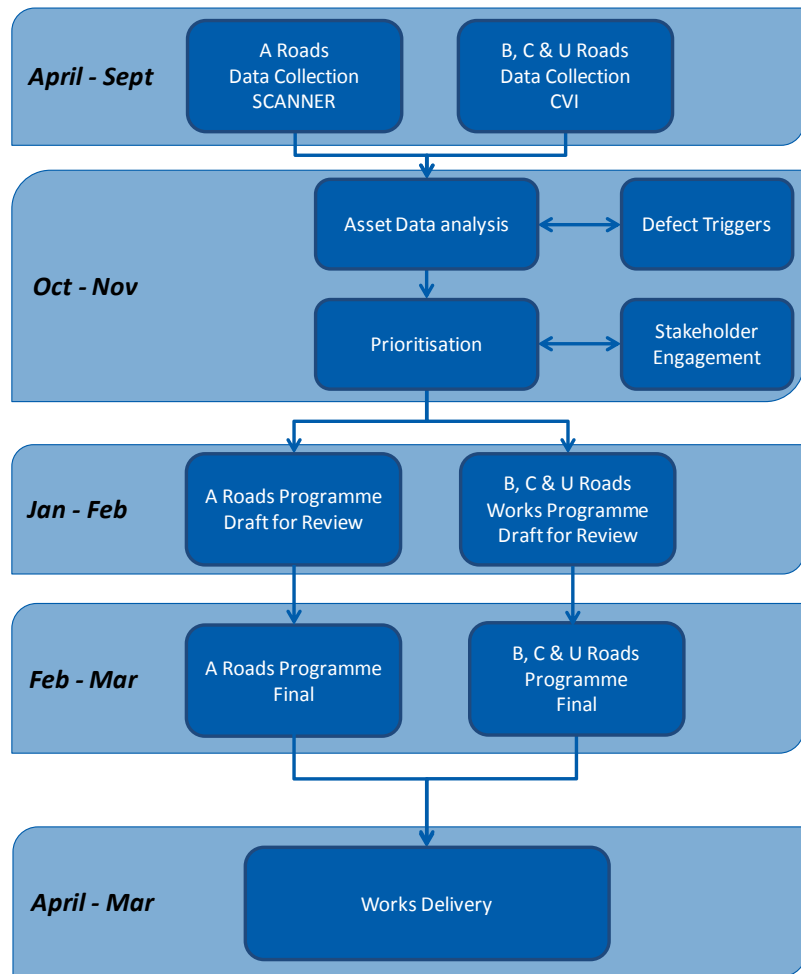 April - Sept
A Roads
Data Collection
SCANNER
B, C & U Roads
Data Collection
CVI
Oct - Nov
Asset Data analysis
Defect Triggers
Prioritisation
Stakeholder
Engagement
Jan - Feb
A Roads Programme
Draft for Review
B, C & U Roads
Works Programme
Draft for Review
Feb - Mar
A Roads Programme
Final
B, C & U Roads
Programme
Final
April - Mar
Works Delivery